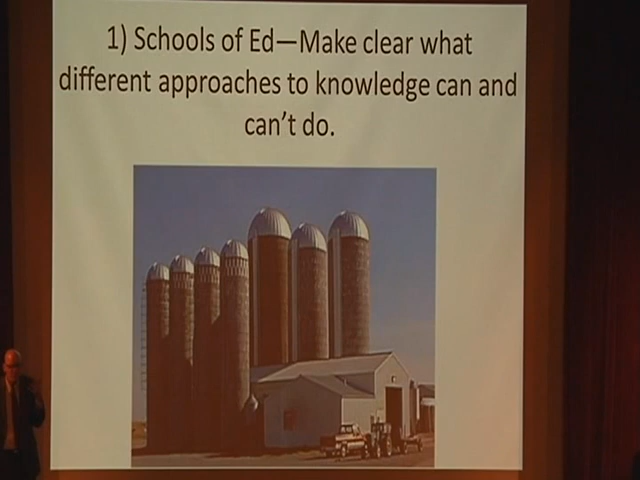 1) Schools of Ed—Make clear what
different approaches to knowledge can and
can't do.